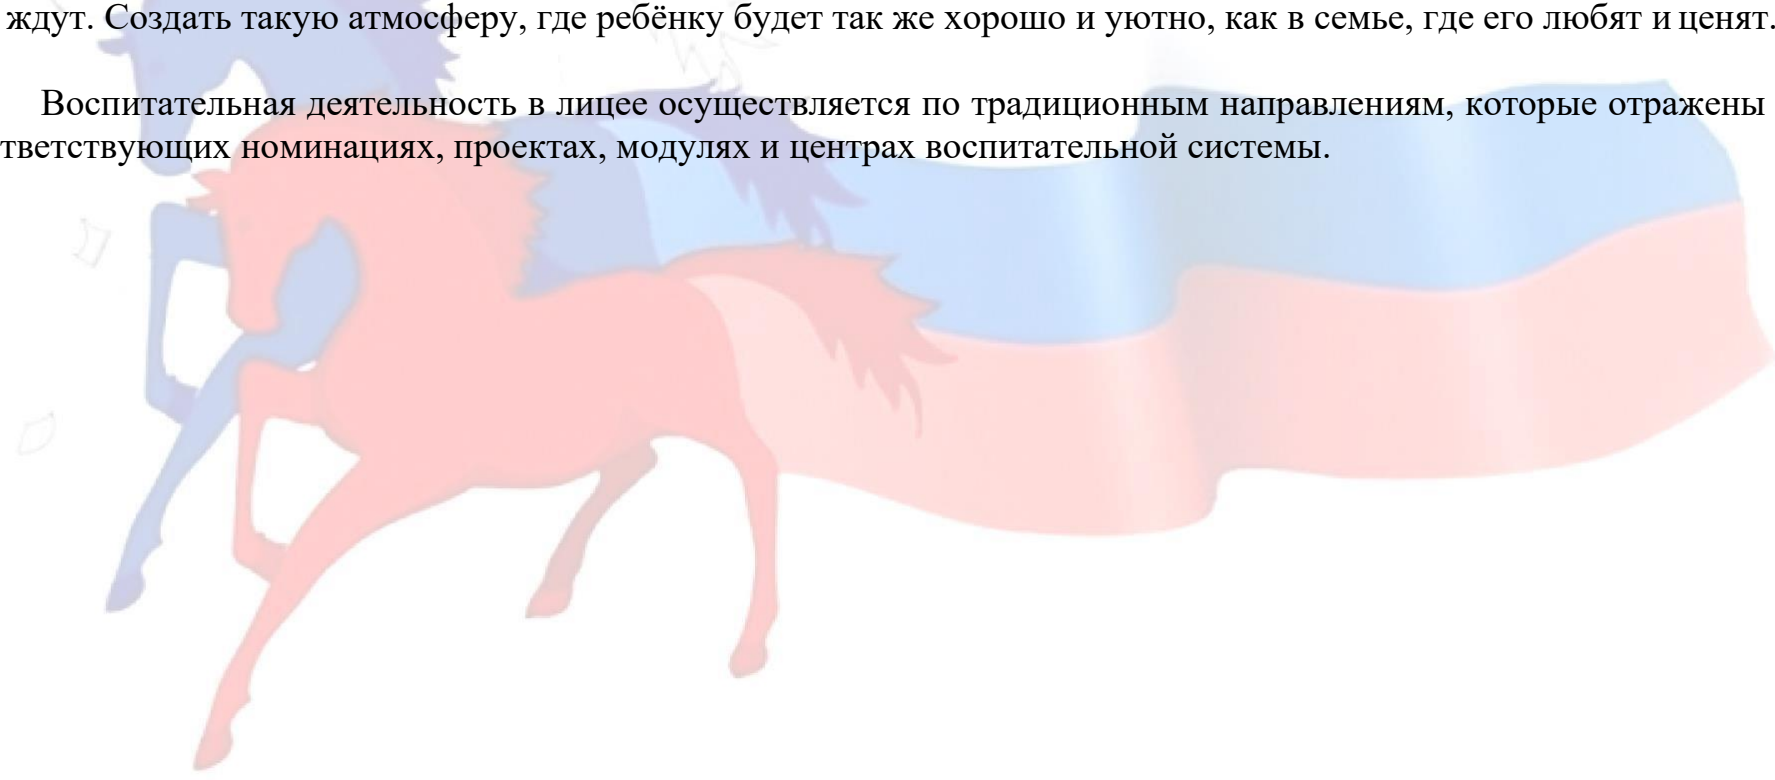 ждут. Создать такую атмосферу, где ребёнку будет так же хорошо и уютно, как в семье, где его любят и ценят.
Воспитательная деятельность в лицее осуществляется по традиционным направлениям, которые отражены
тветствующих номинациях, проектах, модулях и центрах воспитательной системы.